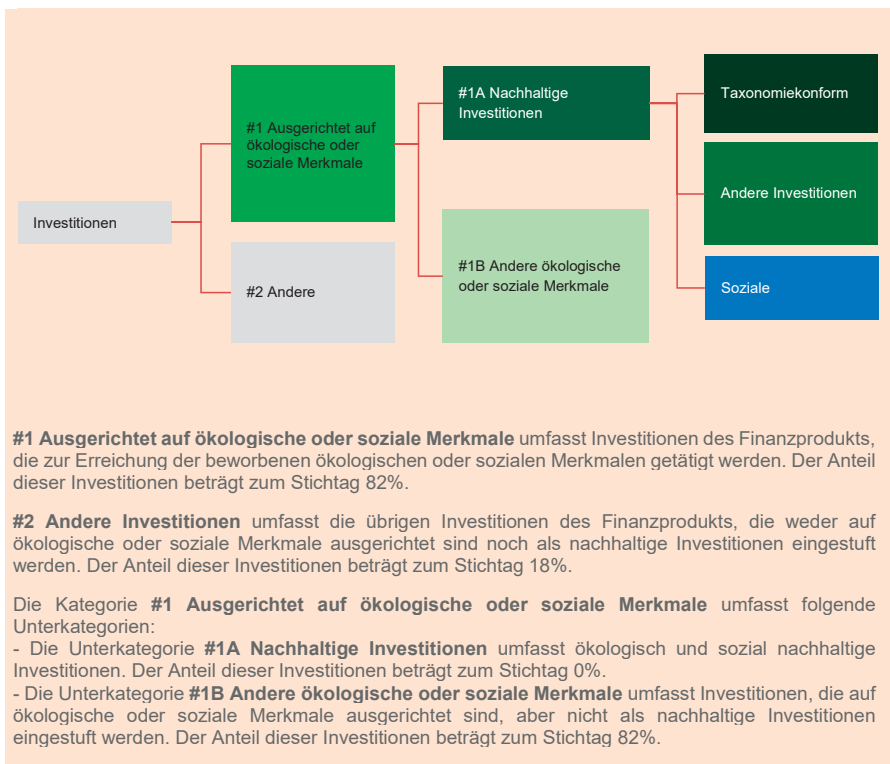 #1 Ausgerichtet auf
ökologische oder
soziale Merkmale
#1A Nachhaltige
Investitionen
Taxonomiekonform
Andere Investitionen
Investitionen
#2 Andere
#1B Andere ökologische
oder soziale Merkmale
Soziale
#1 Ausgerichtet auf ökologische oder soziale Merkmale umfasst Investitionen des Finanzprodukts,
die zur Erreichung der beworbenen ökologischen oder sozialen Merkmalen getätigt werden. Der Anteil
dieser Investitionen beträgt zum Stichtag 82%.
#2 Andere Investitionen umfasst die übrigen Investitionen des Finanzprodukts, die weder auf
ökologische oder soziale Merkmale ausgerichtet sind noch als nachhaltige Investitionen eingestuft
werden. Der Anteil dieser Investitionen beträgt zum Stichtag 18%.
Die Kategorie #1 Ausgerichtet auf ökologische oder soziale Merkmale umfasst folgende
Unterkategorien:
- Die Unterkategorie #1A Nachhaltige Investitionen umfasst ökologisch und sozial nachhaltige
Investitionen. Der Anteil dieser Investitionen beträgt zum Stichtag 0%.
- Die Unterkategorie #1B Andere ökologische oder soziale Merkmale umfasst Investitionen, die auf
ökologische oder soziale Merkmale ausgerichtet sind, aber nicht als nachhaltige Investitionen
eingestuft werden. Der Anteil dieser Investitionen beträgt zum Stichtag 82%.